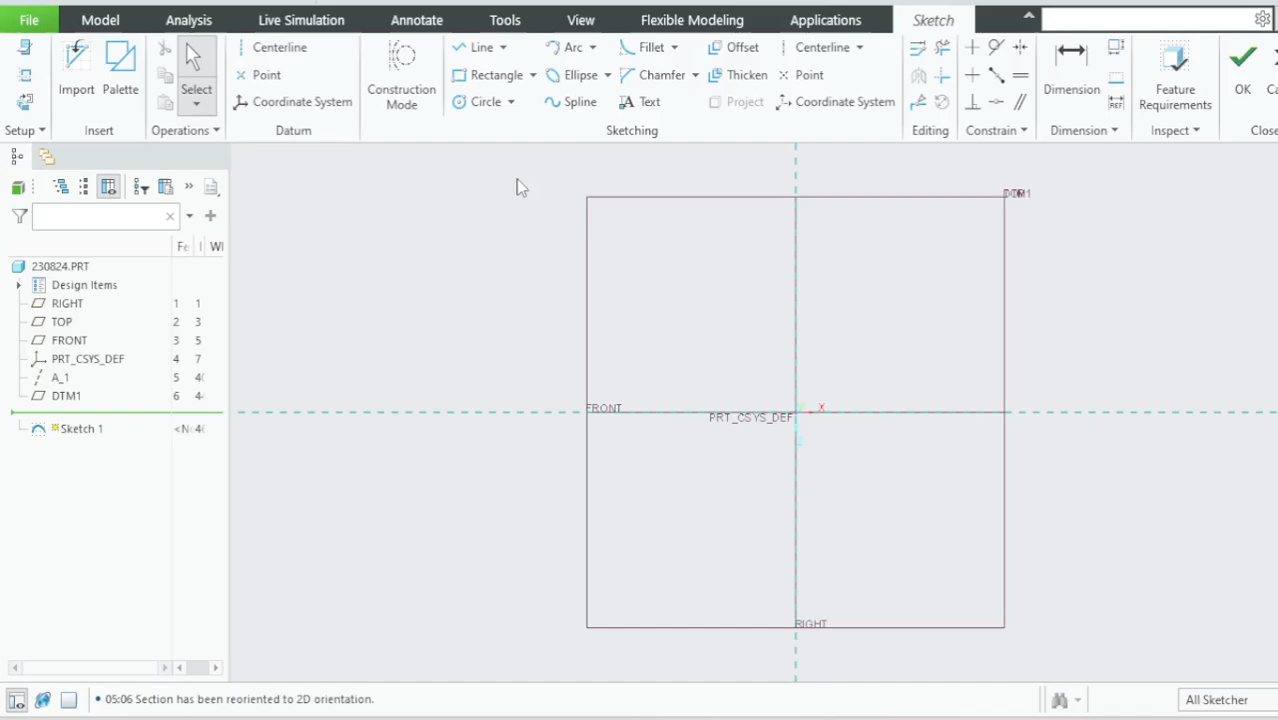 File Model Analysis Live Simulation Annotate Tools View Flexible Modeling Applications Sketch
Line Arc Fillet Offset Centerline
Centerline
Import Palette Select
Rectangle Ellipse Chamfer Thicken Point
Point
Construction Mode
Dimension
Feature Requirements
OK
Circle Spline Text Project Coordinate System
Coordinate System
REF
Setup Insert Operations Datum Sketching Editing Constrain Dimension Inspect Close
230824.PRT
Design Items
RIGHT 1 1
TOP 2 3
FRONT 3 5
PRT_CSYS_DEF 4 7
A_1 5
DTM1 6
Sketch 1
DTM1
FRONT
PRT_CSYS_DEF
X
RIGHT
• 05:06 Section has been reoriented to 2D orientation.
All Sketcher